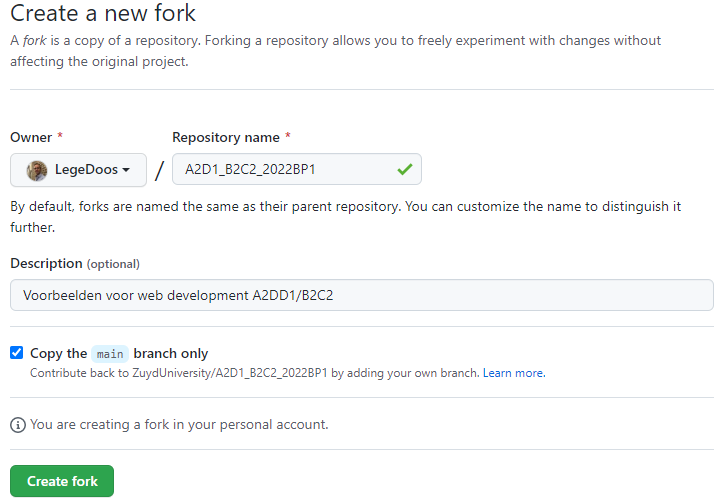 Create a new fork
A fork is a copy of a repository. Forking a repository allows you to freely experiment with changes without
affecting the original project.
Owner *
Repository name *
LegeDoos
/
A2D1_B2C2_2022BP1
By default, forks are named the same as their parent repository. You can customize the name to distinguish it
further.
Description (optional)
Voorbeelden voor web development A2DD1/B2C2
Copy the main branch only
Contribute back to ZuydUniversity/A2D1_B2C2_2022BP1 by adding your own branch. Learn more.
You are creating a fork in your personal account.
Create fork